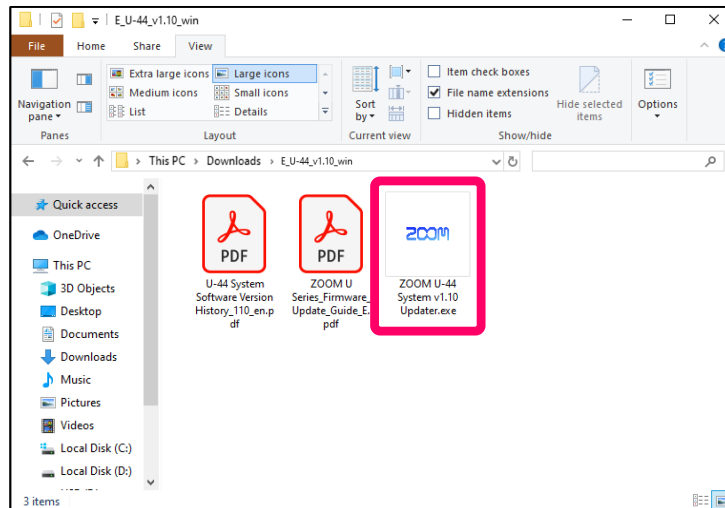 E_U-44_v1.10_win
File Home Share View
Extra large icons Large icons
Medium icons Small icons
List Details
Navigation pane
Sort by
Item check boxes
File name extensions
Hidden items
Hide selected items
Options
Panes Layout Current view Show/hide
This PC Downloads E_U-44_v1.10_win
Quick access
OneDrive
This PC
3D Objects
Desktop
Documents
Downloads
Music
Pictures
Videos
Local Disk (C:)
Local Disk (D:)
PDF
U-44 System
Software Version
History_110_en.p
df
PDF
ZOOM U
Series_Firmware_
Update_Guide_E.
pdf
ZOOM
ZOOM U-44
System v1.10
Updater.exe
3 items